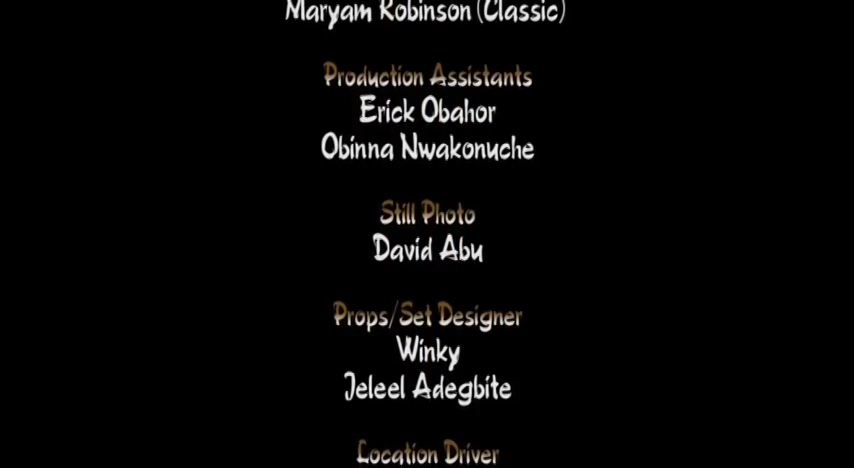 Maryam Robinson (Classic)
Production Assistants
Erick Obahor
Obinna Nwakonuche
Still Photo
David Abu
Props/Set Designer
Winky
Jeleel Adegbite
Location Driver